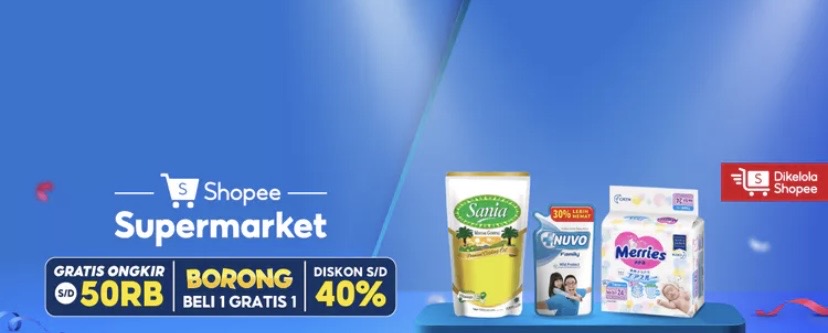 S Shopee
Supermarket
GRATIS ONGKIR
S/D 50RB
BORONG
BELI 1 GRATIS 1
DISKON S/D
40%
Sania
30% LEBIH
HEMAT
NUVO
Family
Merries
S Dikelola
Shopee